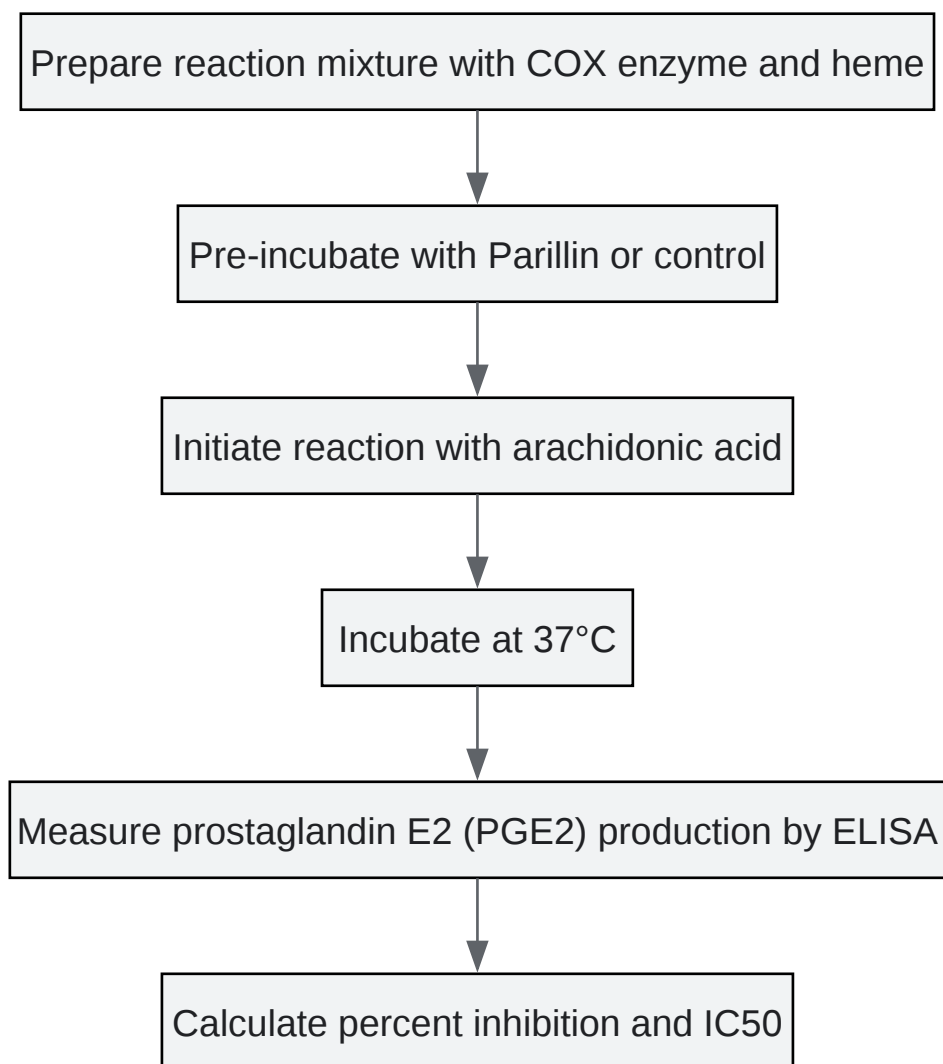 Prepare reaction mixture with COX enzyme and heme
Pre-incubate with Parillin or control
Initiate reaction with arachidonic acid
Incubate at 37°C
Measure prostaglandin E2 (PGE2) production by ELISA
Calculate percent inhibition and IC50